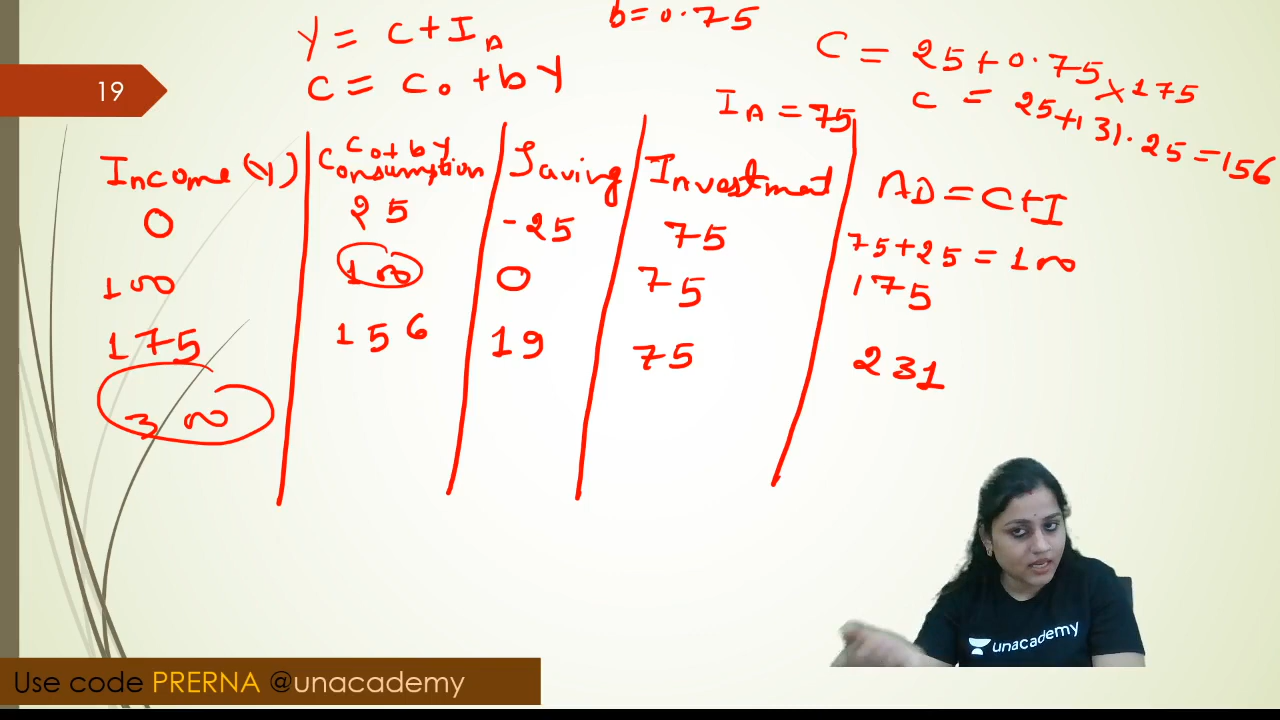 b = 0.75
Y = C + I_A
C = C₀ + bY
C = 25 + 0.75 × 175
19
I_A = 75
C = 25 + 131.25 = 156
Income (Y) | C₀ + bY Consumption | Saving | Investment | AD = C + I
0 | 25 | -25 | 75 | 75 + 25 = 100
100 | 100 | 0 | 75 | 175
175 | 156 | 19 | 75 | 231
300
unacademy
Use code PRERNA @unacademy